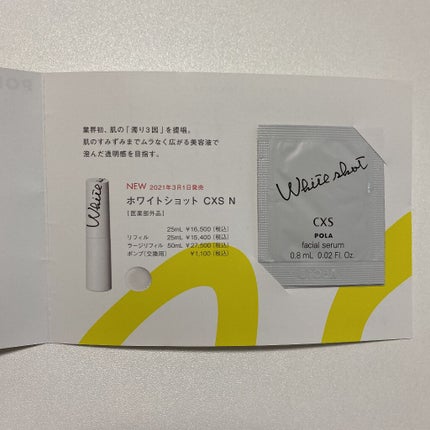 業界初、肌の「濁り3因」を提唱。
肌のすみずみまでムラなく広がる美容液で
澄んだ透明感を目指す。
NEW 2021年3月1日発売
ホワイトショット CXS N
[医薬部外品]
25mL ¥16,500(税込)
リフィル 25mL ¥15,400(税込)
ラージリフィル 50mL ¥27,500(税込)
ポンプ(交換用) ¥1,100(税込)
White
White shot
CXS
POLA
facial serum
0.8 mL 0.02 Fl. Oz.